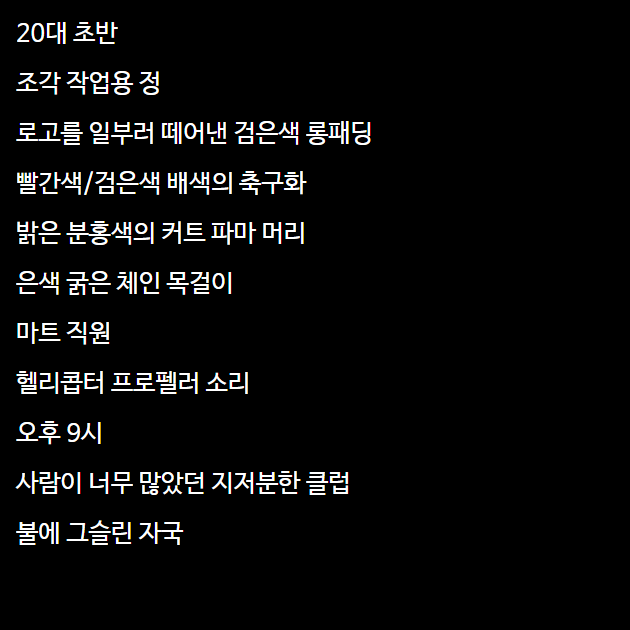 20대 초반
조각 작업용 정
로고를 일부러 떼어낸 검은색 롱패딩
빨간색/검은색 배색의 축구화
밝은 분홍색의 커트 파마 머리
은색 굵은 체인 목걸이
마트 직원
헬리콥터 프로펠러 소리
오후 9시
사람이 너무 많았던 지저분한 클럽
불에 그슬린 자국